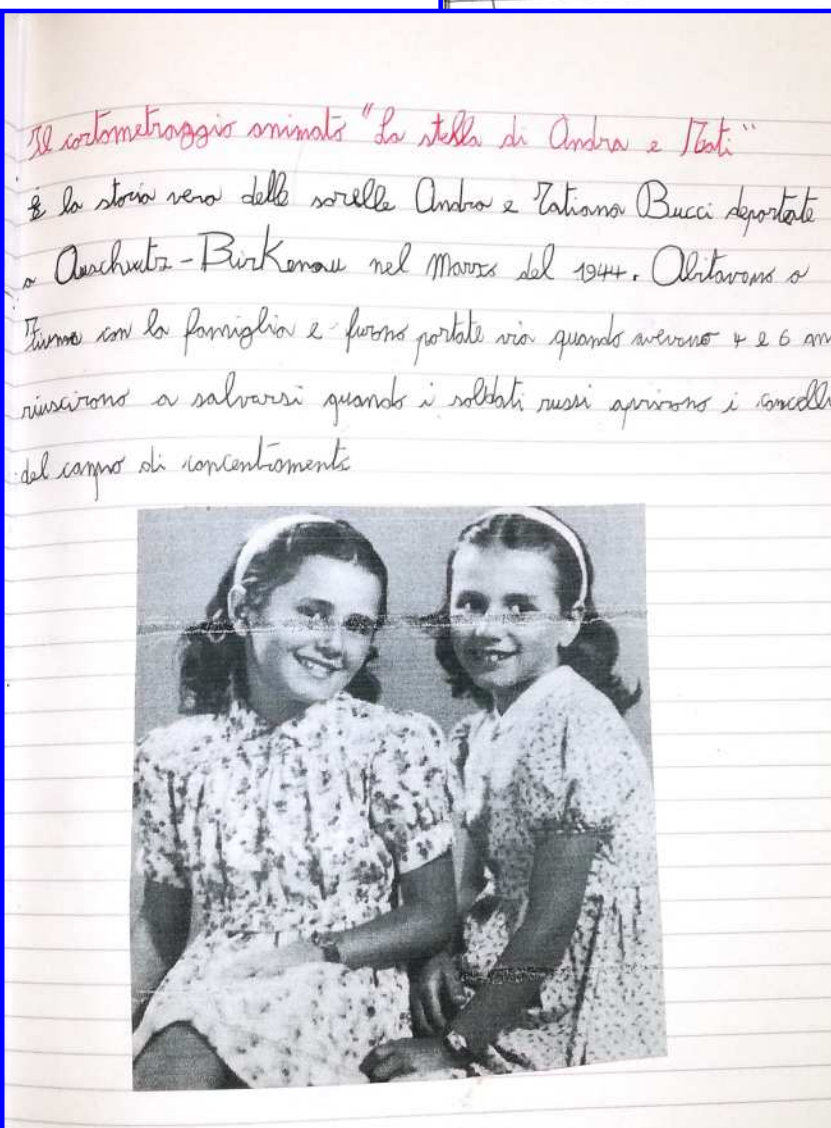 Il cortometraggio animato "La stella di Andra e Tati"
è la storia vera delle sorelle Andra e Tatiana Bucci deportate
a Auschwitz-BirKenau nel Marzo del 1944. Abitavano a
Fiume con la famiglia e furono portate via quando avevano 4 e 6 ann
riuscirono a salvarsi quando i soldati russi aprirono i cancelli
del campo di concentramento